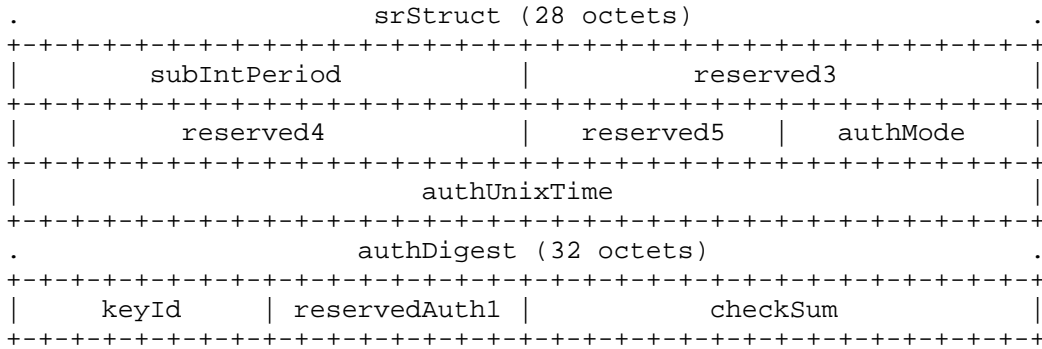 .                      srStruct (28 octets)                     .
+-+-+-+-+-+-+-+-+-+-+-+-+-+-+-+-+-+-+-+-+-+-+-+-+-+-+-+-+-+-+-+-+
|        subIntPeriod           |          reserved3            |
+-+-+-+-+-+-+-+-+-+-+-+-+-+-+-+-+-+-+-+-+-+-+-+-+-+-+-+-+-+-+-+-+
|          reserved4            |   reserved5   |   authMode    |
+-+-+-+-+-+-+-+-+-+-+-+-+-+-+-+-+-+-+-+-+-+-+-+-+-+-+-+-+-+-+-+-+
|                         authUnixTime                          |
+-+-+-+-+-+-+-+-+-+-+-+-+-+-+-+-+-+-+-+-+-+-+-+-+-+-+-+-+-+-+-+-+
.                     authDigest (32 octets)                    .
+-+-+-+-+-+-+-+-+-+-+-+-+-+-+-+-+-+-+-+-+-+-+-+-+-+-+-+-+-+-+-+-+
|     keyId     | reservedAuth1 |           checkSum            |
+-+-+-+-+-+-+-+-+-+-+-+-+-+-+-+-+-+-+-+-+-+-+-+-+-+-+-+-+-+-+-+-+